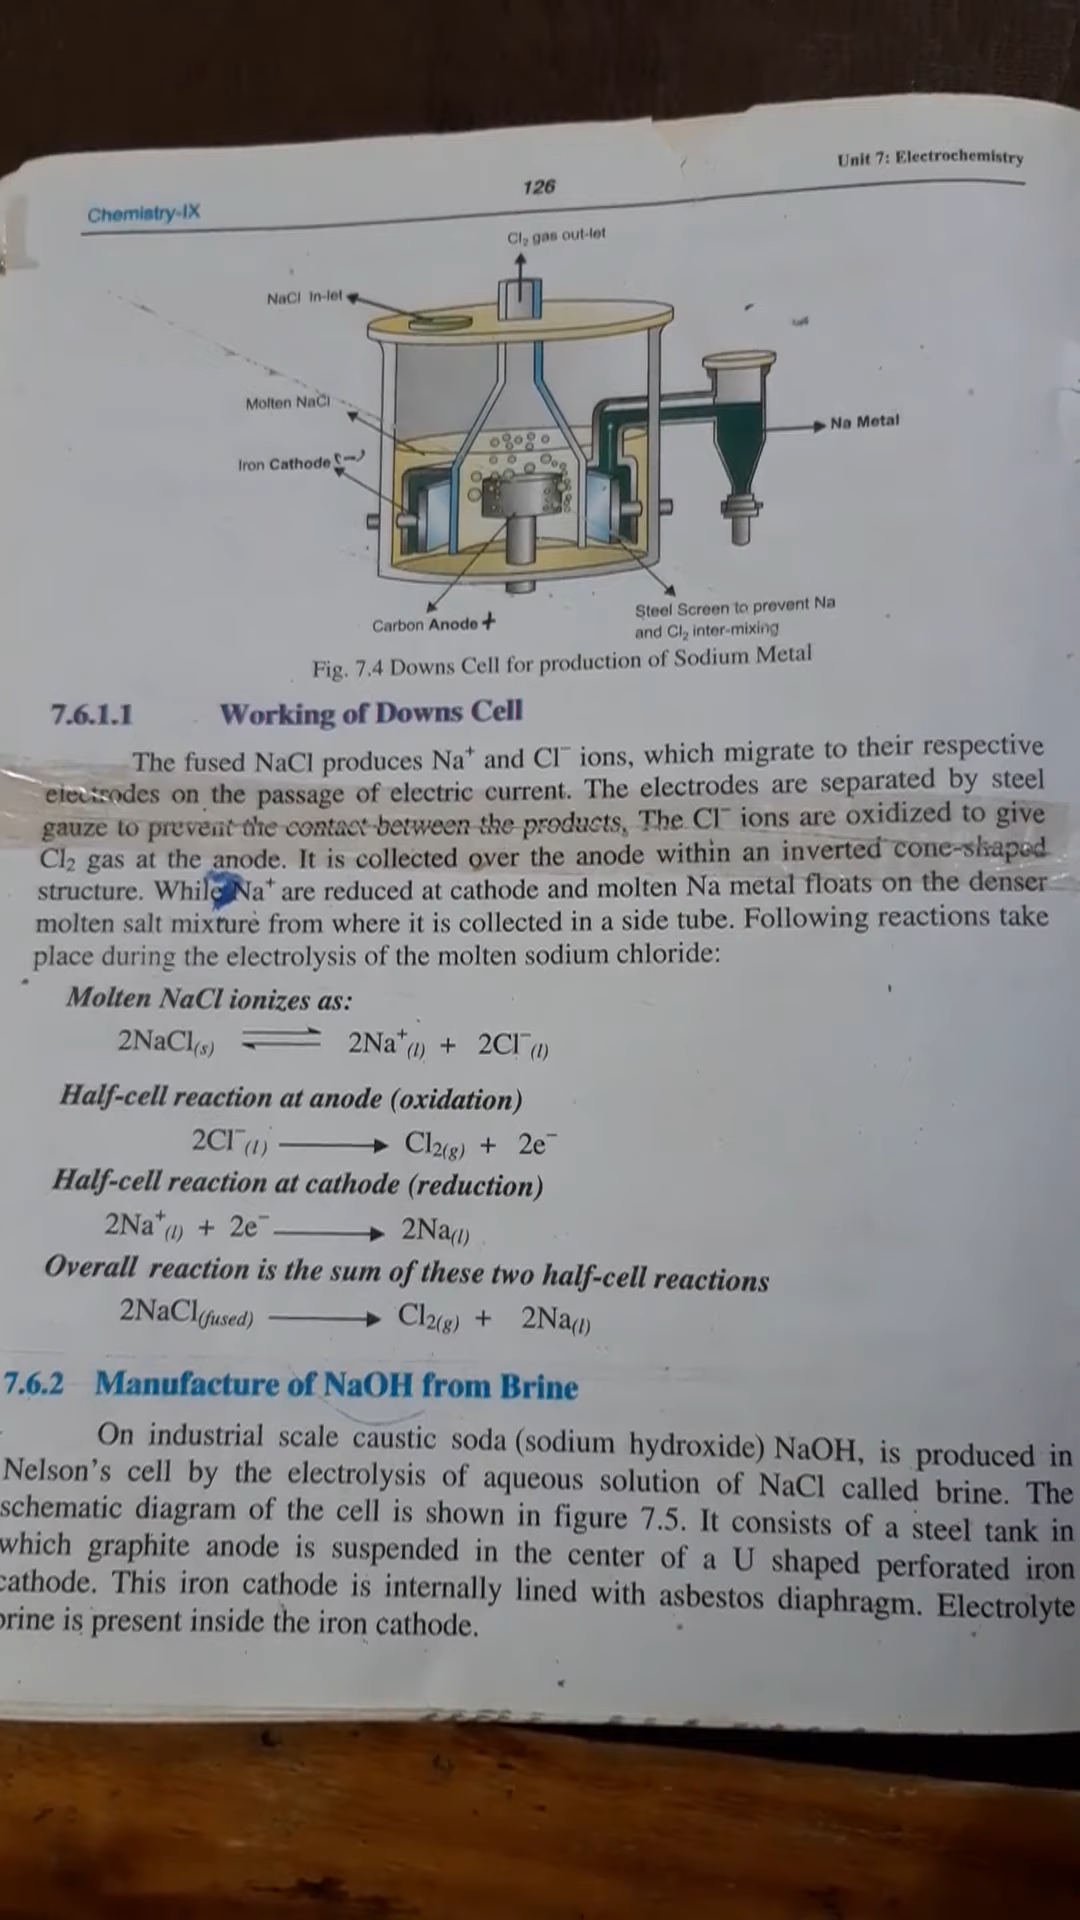 Unit 7: Electrochemistry
126
Chemistry-IX
Cl₂ gas out-let
NaCl In-let
Molten NaCl
Na Metal
Iron Cathode (-)
Steel Screen to prevent Na
and Cl₂ inter-mixing
Carbon Anode +
Fig. 7.4 Downs Cell for production of Sodium Metal
7.6.1.1 Working of Downs Cell
The fused NaCl produces Na⁺ and Cl⁻ ions, which migrate to their respective
electrodes on the passage of electric current. The electrodes are separated by steel
gauze to prevent the contact between the products. The Cl⁻ ions are oxidized to give
Cl₂ gas at the anode. It is collected over the anode within an inverted cone-shaped
structure. While Na⁺ are reduced at cathode and molten Na metal floats on the denser
molten salt mixture from where it is collected in a side tube. Following reactions take
place during the electrolysis of the molten sodium chloride:
Molten NaCl ionizes as:
2NaCl(s) ⇌ 2Na⁺(l) + 2Cl⁻(l)
Half-cell reaction at anode (oxidation)
2Cl⁻(l) → Cl₂(g) + 2e⁻
Half-cell reaction at cathode (reduction)
2Na⁺(l) + 2e⁻ → 2Na(l)
Overall reaction is the sum of these two half-cell reactions
2NaCl(fused) → Cl₂(g) + 2Na(l)
7.6.2 Manufacture of NaOH from Brine
On industrial scale caustic soda (sodium hydroxide) NaOH, is produced in
Nelson's cell by the electrolysis of aqueous solution of NaCl called brine. The
schematic diagram of the cell is shown in figure 7.5. It consists of a steel tank in
which graphite anode is suspended in the center of a U shaped perforated iron
cathode. This iron cathode is internally lined with asbestos diaphragm. Electrolyte
brine is present inside the iron cathode.